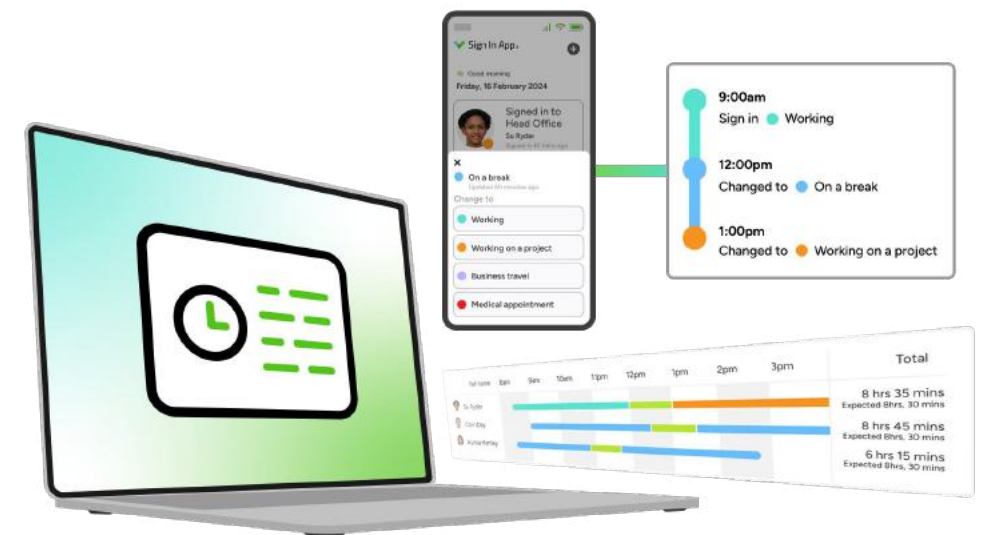 Sign In App.
Good morning
Friday, 16 February 2024
Signed in to
Head Office
Su Ryder
On a break
Change to
Working
Working on a project
Business travel
Medical appointment
9:00am
Sign in Working
12:00pm
Changed to On a break
1:00pm
Changed to Working on a project
Full name 8am 9am 10am 11pm 12pm 1pm 2pm 3pm Total
Su Ryder
8 hrs 35 mins
Expected 8hrs, 30 mins
8 hrs 45 mins
Expected 8hrs, 30 mins
6 hrs 15 mins
Expected 8hrs, 30 mins